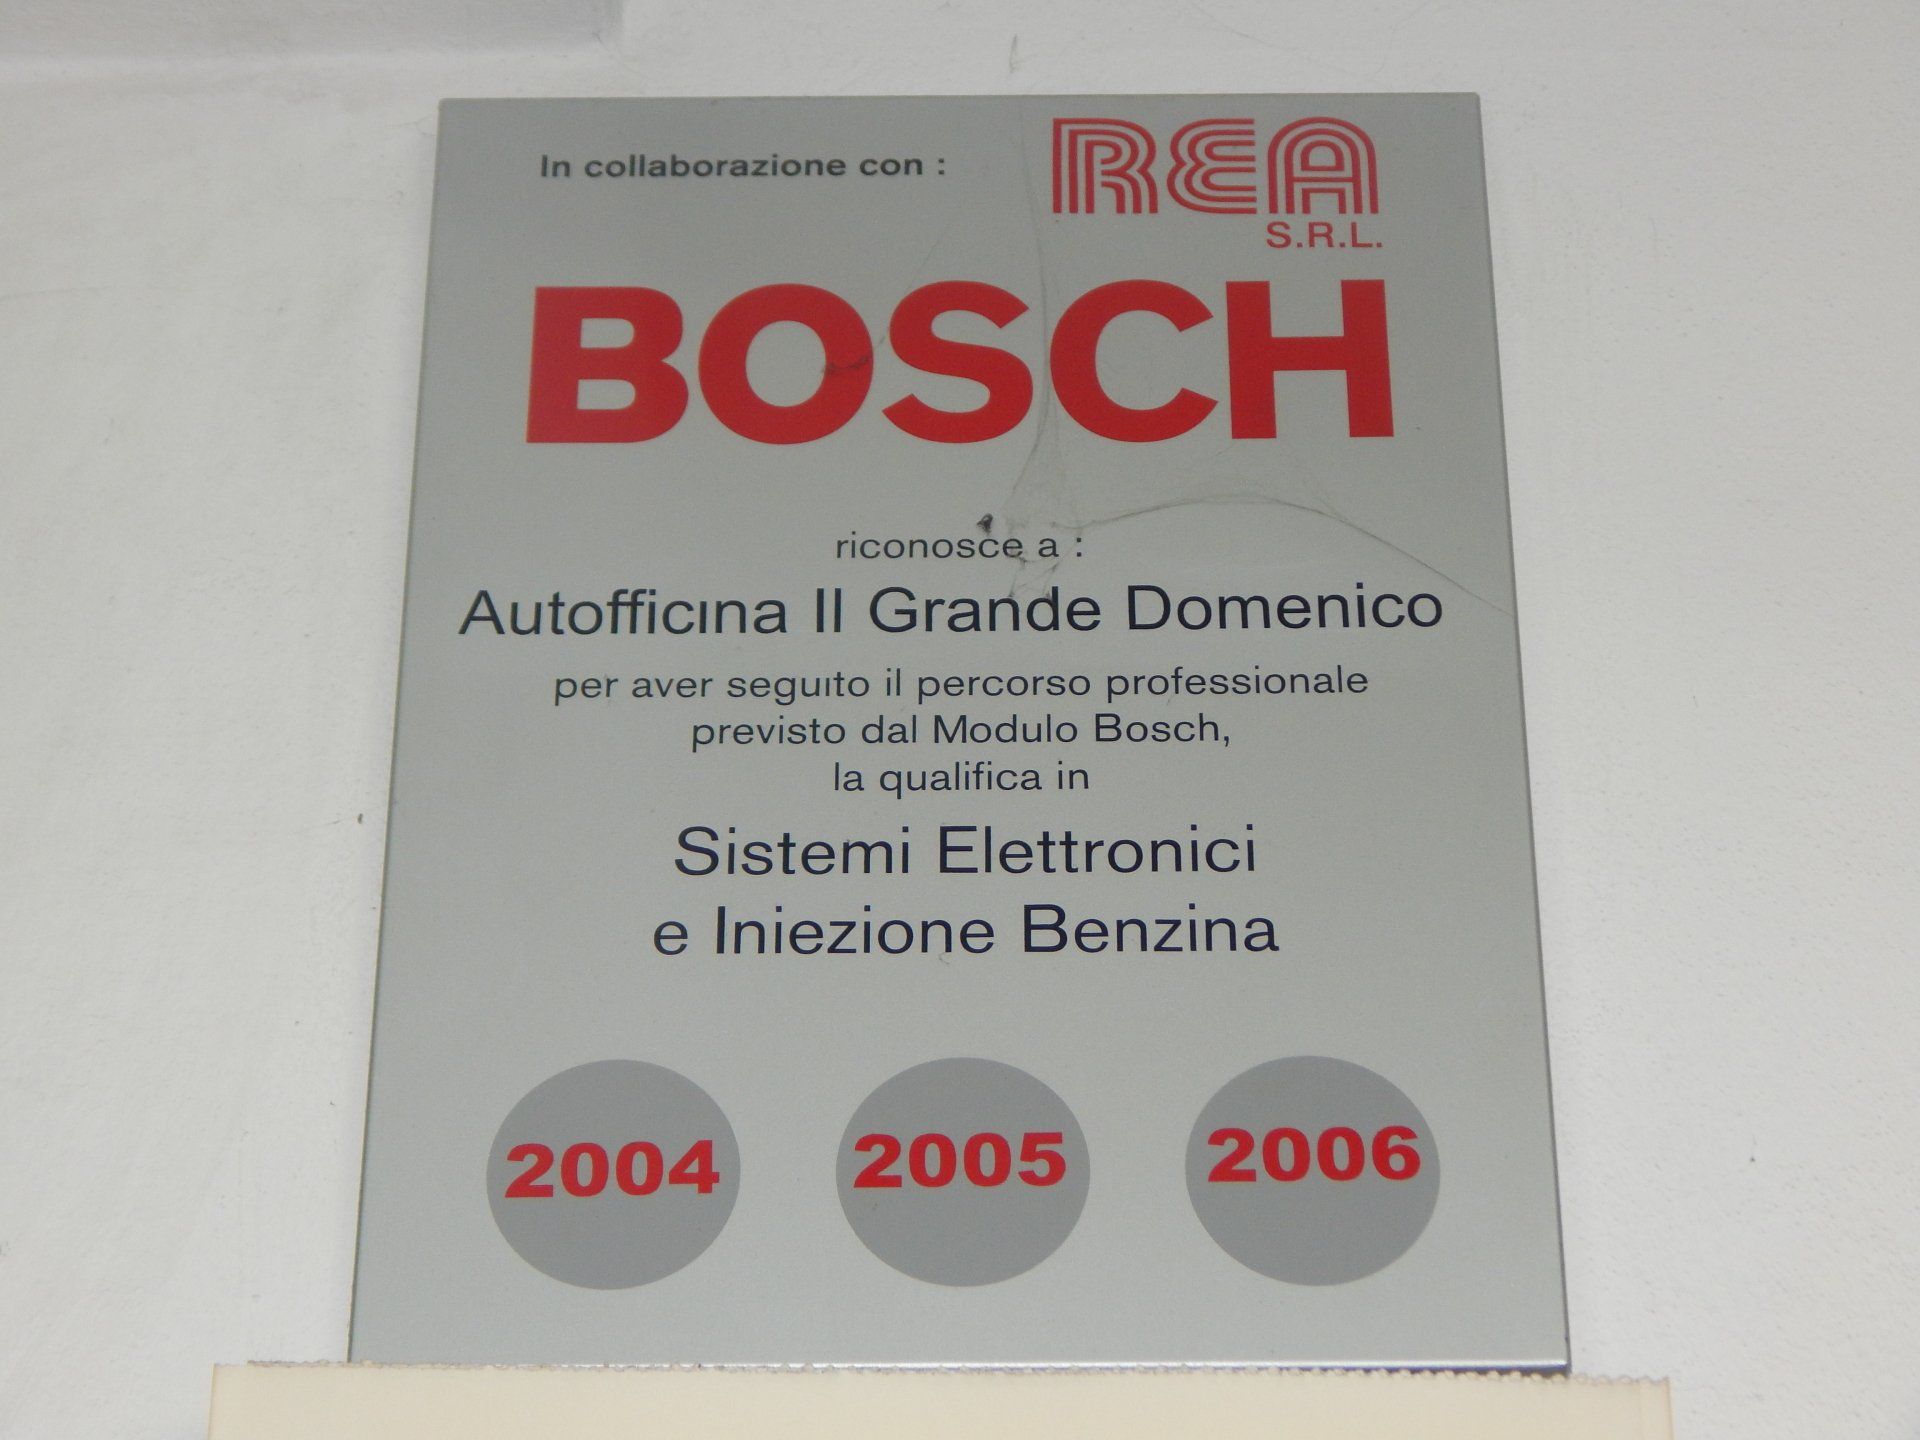 In collaborazione con :
REA
S.R.L.
BOSCH
riconosce a :
Autofficina Il Grande Domenico
per aver seguito il percorso professionale
previsto dal Modulo Bosch,
la qualifica in
Sistemi Elettronici
e Iniezione Benzina
2004 2005 2006